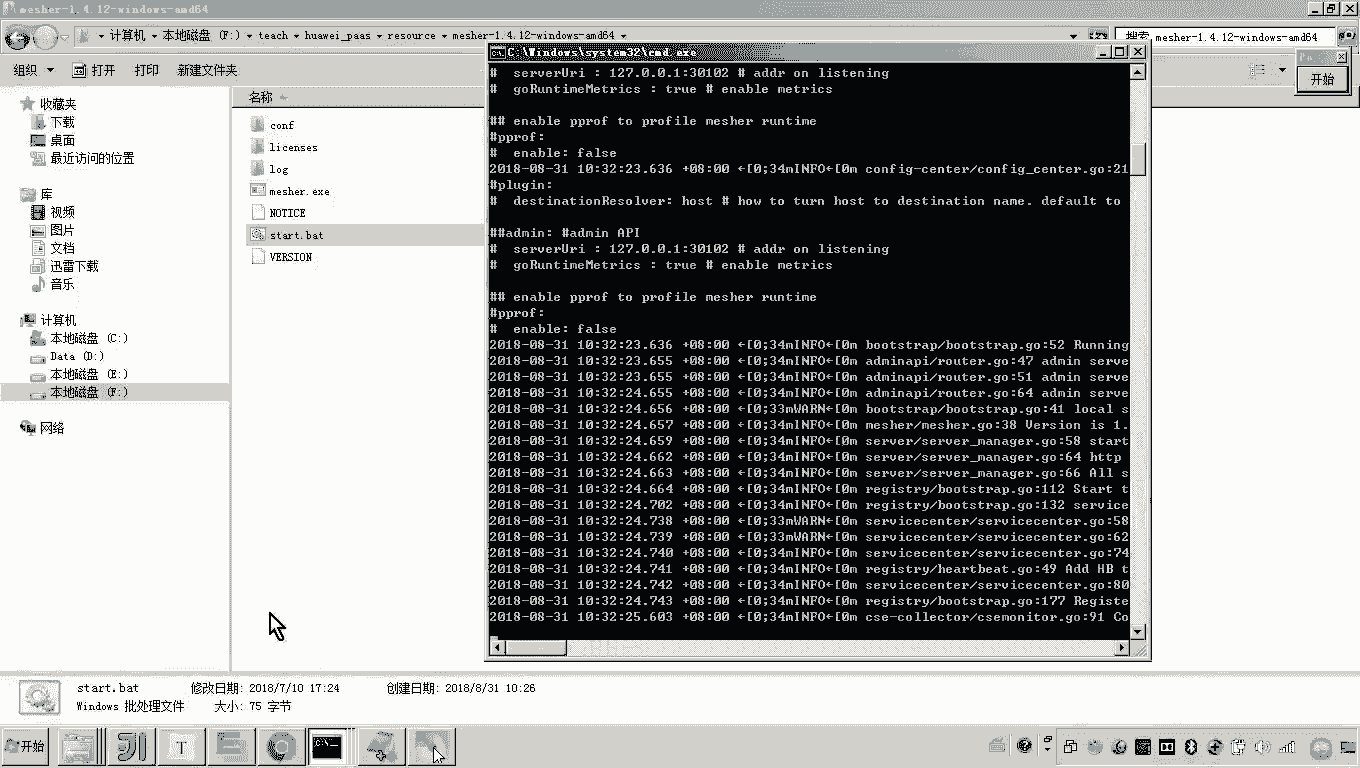 mesher-1.4.12-windows-amd64
计算机 本地磁盘 (F:) teach huawei_paas resource mesher-1.4.12-windows-amd64
搜索 mesher-1.4.12-windows-amd64
组织 打开 打印 新建文件夹
开始
收藏夹
下载
桌面
最近访问的位置
库
视频
图片
文档
迅雷下载
音乐
计算机
本地磁盘 (C:)
Data (D:)
本地磁盘 (E:)
本地磁盘 (F:)
网络
名称
conf
licenses
log
mesher.exe
NOTICE
start.bat
VERSION
C:\Windows\system32\cmd.exe
#  serverUri : 127.0.0.1:30102 # addr on listening
#  goRuntimeMetrics : true # enable metrics
## enable pprof to profile mesher runtime
#pprof:
#  enable: false
2018-08-31 10:32:23.636 +08:00 ←[0;34mINFO←[0m config-center/config_center.go:21
#plugin:
#  destinationResolver: host # how to turn host to destination name. default to
##admin: #admin API
#  serverUri : 127.0.0.1:30102 # addr on listening
#  goRuntimeMetrics : true # enable metrics
## enable pprof to profile mesher runtime
#pprof:
#  enable: false
2018-08-31 10:32:23.636 +08:00 ←[0;34mINFO←[0m bootstrap/bootstrap.go:52 Running
2018-08-31 10:32:23.655 +08:00 ←[0;34mINFO←[0m adminapi/router.go:47 admin serve
2018-08-31 10:32:23.655 +08:00 ←[0;34mINFO←[0m adminapi/router.go:51 admin serve
2018-08-31 10:32:24.655 +08:00 ←[0;34mINFO←[0m adminapi/router.go:64 admin serve
2018-08-31 10:32:24.656 +08:00 ←[0;33mWARN←[0m bootstrap/bootstrap.go:41 local s
2018-08-31 10:32:24.657 +08:00 ←[0;34mINFO←[0m mesher/mesher.go:38 Version is 1.
2018-08-31 10:32:24.659 +08:00 ←[0;34mINFO←[0m server/server_manager.go:58 start
2018-08-31 10:32:24.662 +08:00 ←[0;34mINFO←[0m server/server_manager.go:64 http
2018-08-31 10:32:24.663 +08:00 ←[0;34mINFO←[0m server/server_manager.go:66 All s
2018-08-31 10:32:24.664 +08:00 ←[0;34mINFO←[0m registry/bootstrap.go:112 Start t
2018-08-31 10:32:24.702 +08:00 ←[0;34mINFO←[0m registry/bootstrap.go:132 service
2018-08-31 10:32:24.738 +08:00 ←[0;33mWARN←[0m servicecenter/servicecenter.go:58
2018-08-31 10:32:24.739 +08:00 ←[0;33mWARN←[0m servicecenter/servicecenter.go:62
2018-08-31 10:32:24.740 +08:00 ←[0;34mINFO←[0m servicecenter/servicecenter.go:74
2018-08-31 10:32:24.741 +08:00 ←[0;34mINFO←[0m registry/heartbeat.go:49 Add HB t
2018-08-31 10:32:24.742 +08:00 ←[0;34mINFO←[0m servicecenter/servicecenter.go:80
2018-08-31 10:32:24.743 +08:00 ←[0;34mINFO←[0m registry/bootstrap.go:177 Registe
2018-08-31 10:32:25.603 +08:00 ←[0;34mINFO←[0m cse-collector/csemonitor.go:91 Co
start.bat 修改日期: 2018/7/10 17:24 创建日期: 2018/8/31 10:26
Windows 批处理文件 大小: 75 字节
开始